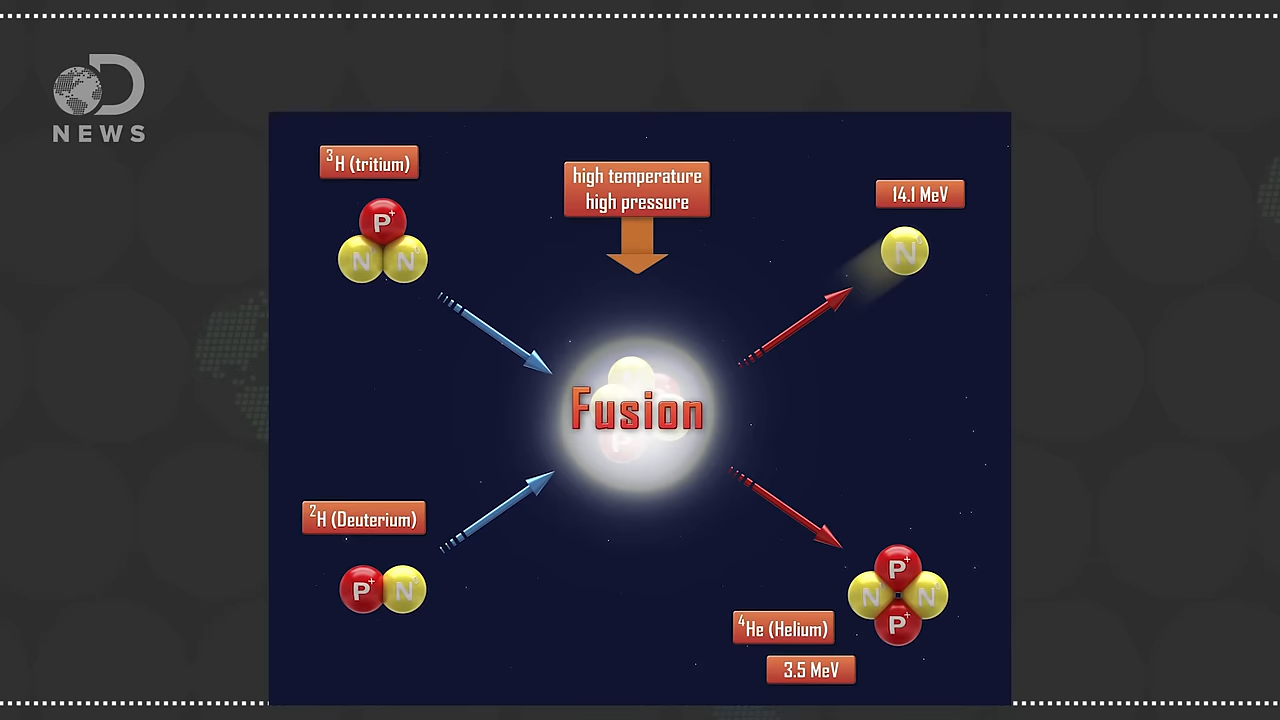 NEWS
³H (tritium)
P⁺
N N
high temperature
high pressure
14.1 MeV
N
Fusion
P
²H (Deuterium)
P⁺ N
P⁺
N N
P⁺
⁴He (Helium)
3.5 MeV